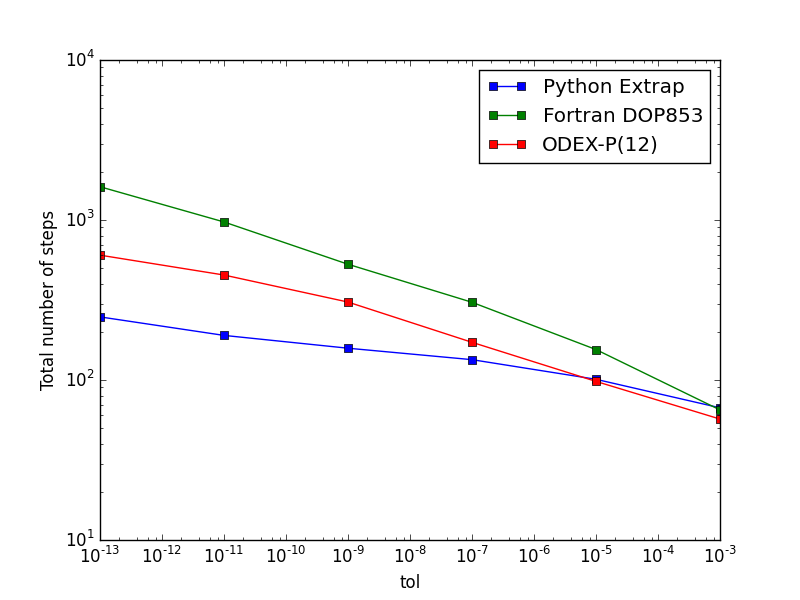 10^4
10^3
10^2
10^1
Total number of steps
Python Extrap
Fortran DOP853
ODEX-P(12)
10^-13 10^-12 10^-11 10^-10 10^-9 10^-8 10^-7 10^-6 10^-5 10^-4 10^-3
tol